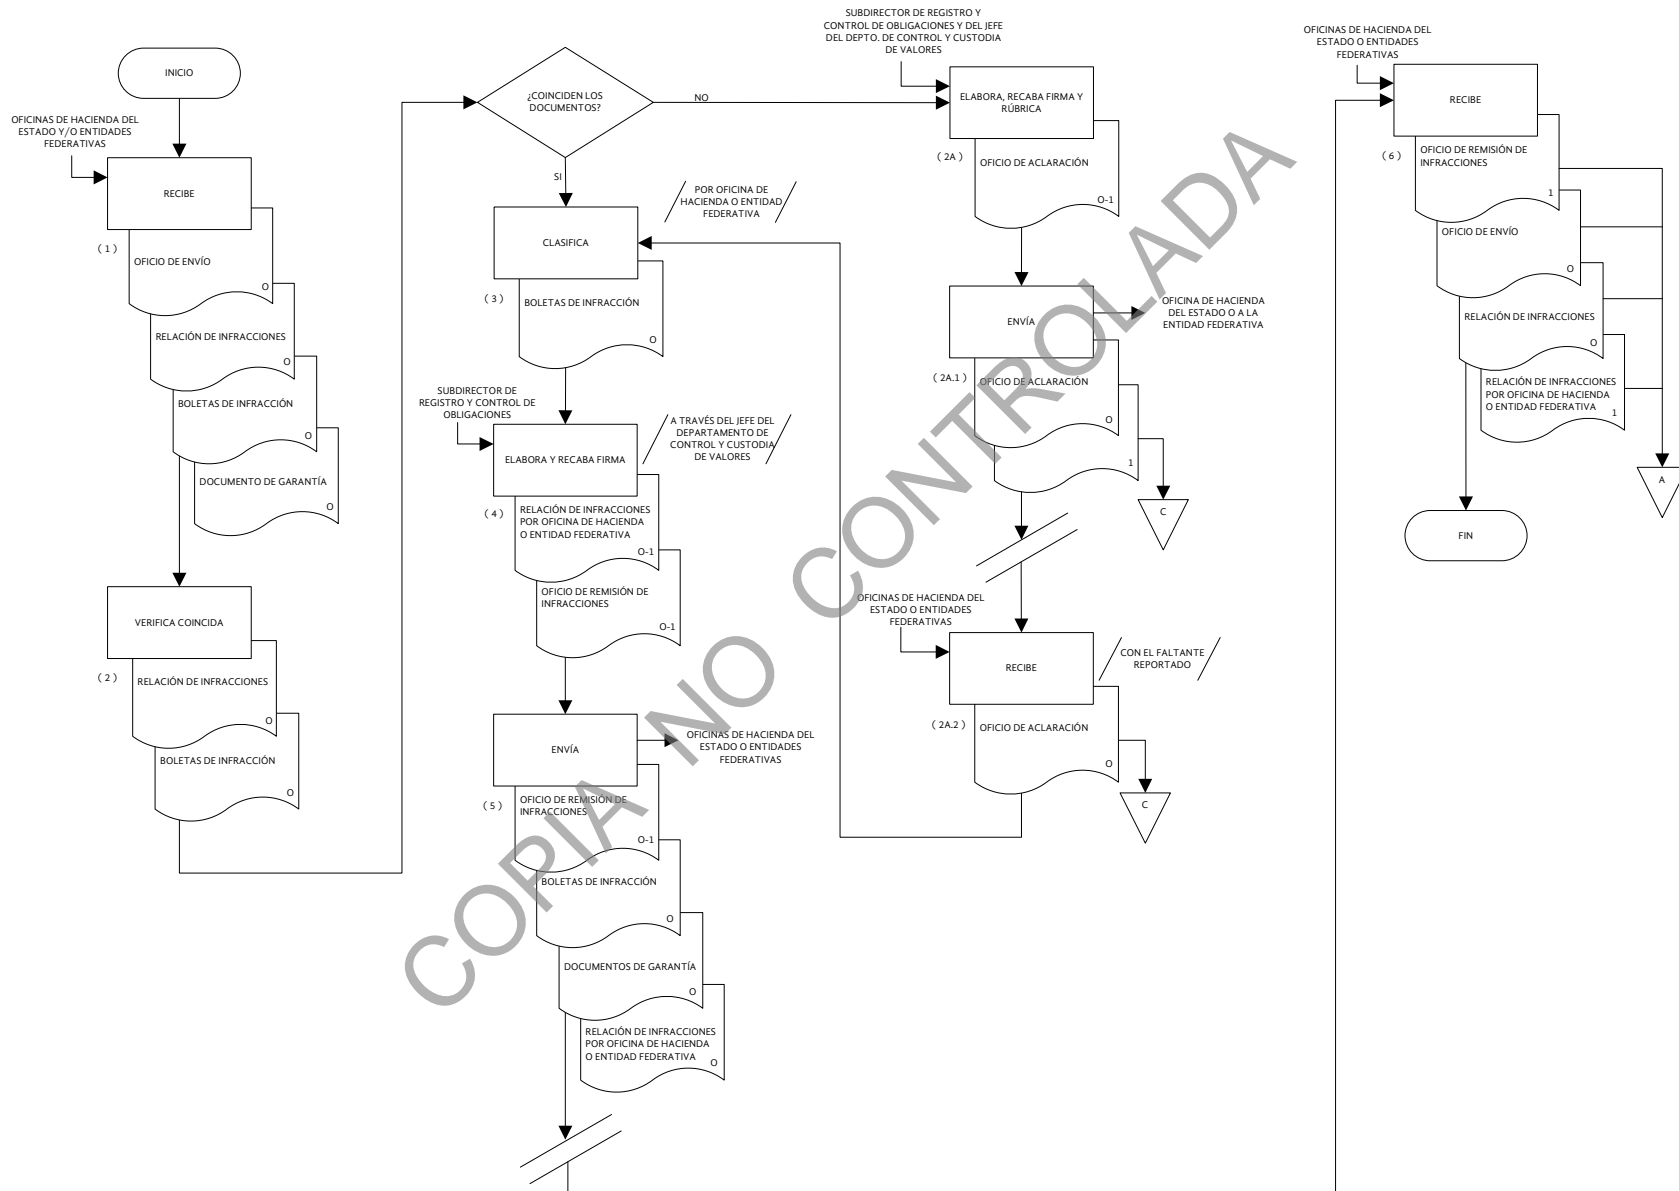 INICIO
OFICINAS DE HACIENDA DEL
ESTADO Y/O ENTIDADES
FEDERATIVAS
RECIBE
( 1 )
OFICIO DE ENVÍO
O
RELACIÓN DE INFRACCIONES
O
BOLETAS DE INFRACCIÓN
O
DOCUMENTO DE GARANTÍA
O
VERIFICA COINCIDA
( 2 )
RELACIÓN DE INFRACCIONES
O
BOLETAS DE INFRACCIÓN
O
¿COINCIDEN LOS
DOCUMENTOS?
NO
SI
POR OFICINA DE
HACIENDA O ENTIDAD
FEDERATIVA
CLASIFICA
( 3 )
BOLETAS DE INFRACCIÓN
O
SUBDIRECTOR DE
REGISTRO Y CONTROL DE
OBLIGACIONES
A TRAVÉS DEL JEFE DEL
DEPARTAMENTO DE
CONTROL Y CUSTODIA
DE VALORES
ELABORA Y RECABA FIRMA
( 4 )
RELACIÓN DE INFRACCIONES
POR OFICINA DE HACIENDA
O ENTIDAD FEDERATIVA
O-1
OFICIO DE REMISIÓN DE
INFRACCIONES
O-1
ENVÍA
OFICINAS DE HACIENDA DEL
ESTADO O ENTIDADES
FEDERATIVAS
( 5 )
OFICIO DE REMISIÓN DE
INFRACCIONES
O-1
BOLETAS DE INFRACCIÓN
O
DOCUMENTOS DE GARANTÍA
O
RELACIÓN DE INFRACCIONES
POR OFICINA DE HACIENDA
O ENTIDAD FEDERATIVA
O
SUBDIRECTOR DE REGISTRO Y
CONTROL DE OBLIGACIONES Y DEL JEFE
DEL DEPTO. DE CONTROL Y CUSTODIA
DE VALORES
ELABORA, RECABA FIRMA Y
RÚBRICA
( 2A )
OFICIO DE ACLARACIÓN
O-1
ENVÍA
OFICINA DE HACIENDA
DEL ESTADO O A LA
ENTIDAD FEDERATIVA
( 2A.1 )
OFICIO DE ACLARACIÓN
O
1
C
OFICINAS DE HACIENDA DEL
ESTADO O ENTIDADES
FEDERATIVAS
RECIBE
CON EL FALTANTE
REPORTADO
( 2A.2 )
OFICIO DE ACLARACIÓN
O
C
OFICINAS DE HACIENDA DEL
ESTADO O ENTIDADES
FEDERATIVAS
RECIBE
( 6 )
OFICIO DE REMISIÓN DE
INFRACCIONES
1
OFICIO DE ENVÍO
O
RELACIÓN DE INFRACCIONES
O
RELACIÓN DE INFRACCIONES
POR OFICINA DE HACIENDA
O ENTIDAD FEDERATIVA
1
A
FIN
COPIA NO CONTROLADA